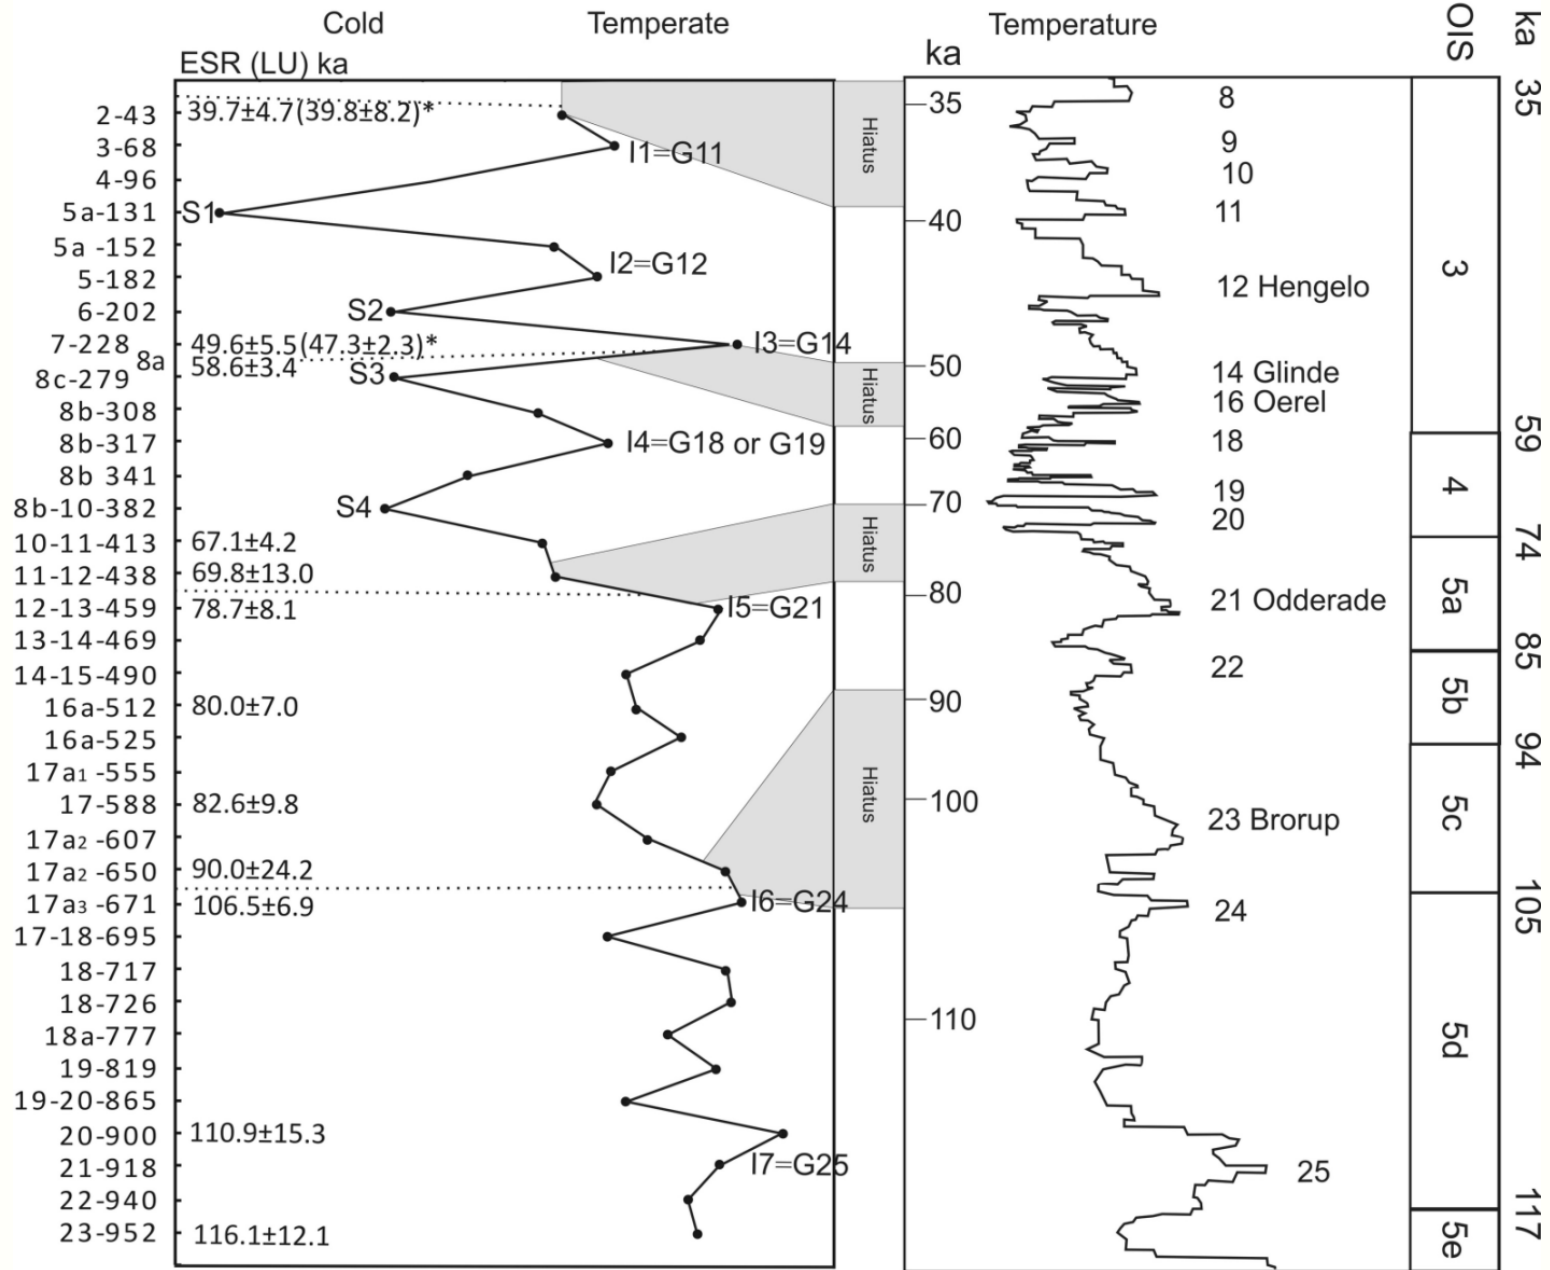 Cold Temperate Temperature
ESR (LU) ka
ka
OIS
ka
2-43 39.7±4.7(39.8±8.2)*
3-68 I1=G11
4-96
5a-131 S1
5a -152
5-182 I2=G12
6-202 S2
7-228 49.6±5.5(47.3±2.3)* I3=G14
8a 58.6±3.4
8c-279 S3
8b-308
8b-317 I4=G18 or G19
8b 341
8b-10-382 S4
10-11-413 67.1±4.2
11-12-438 69.8±13.0
12-13-459 78.7±8.1 I5=G21
13-14-469
14-15-490
16a-512 80.0±7.0
16a-525
17a1 -555
17-588 82.6±9.8
17a2 -607
17a2 -650 90.0±24.2
17a3 -671 106.5±6.9 I6=G24
17-18-695
18-717
18-726
18a-777
19-819
19-20-865
20-900 110.9±15.3
21-918 I7=G25
22-940
23-952 116.1±12.1
Hiatus
Hiatus
Hiatus
Hiatus
35
40
50
60
70
80
90
100
110
8
9
10
11
12 Hengelo
14 Glinde
16 Oerel
18
19
20
21 Odderade
22
23 Brorup
24
25
3
4
5a
5b
5c
5d
5e
35
59
74
85
94
105
117